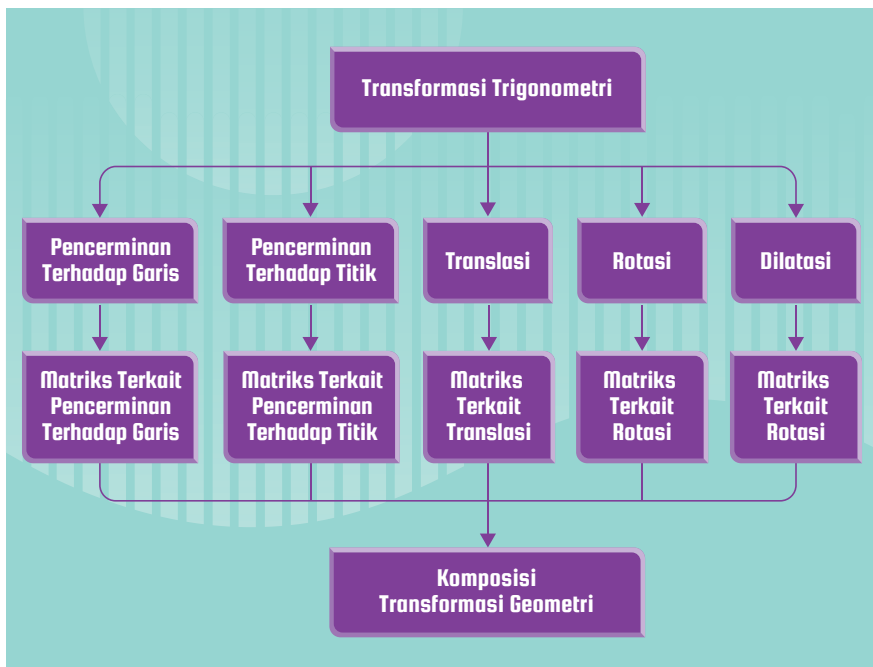 Transformasi Trigonometri
Pencerminan
Terhadap Garis
Pencerminan
Terhadap Titik
Translasi
Rotasi
Dilatasi
Matriks Terkait
Pencerminan
Terhadap Garis
Matriks Terkait
Pencerminan
Terhadap Titik
Matriks
Terkait
Translasi
Matriks
Terkait
Rotasi
Matriks
Terkait
Rotasi
Komposisi
Transformasi Geometri